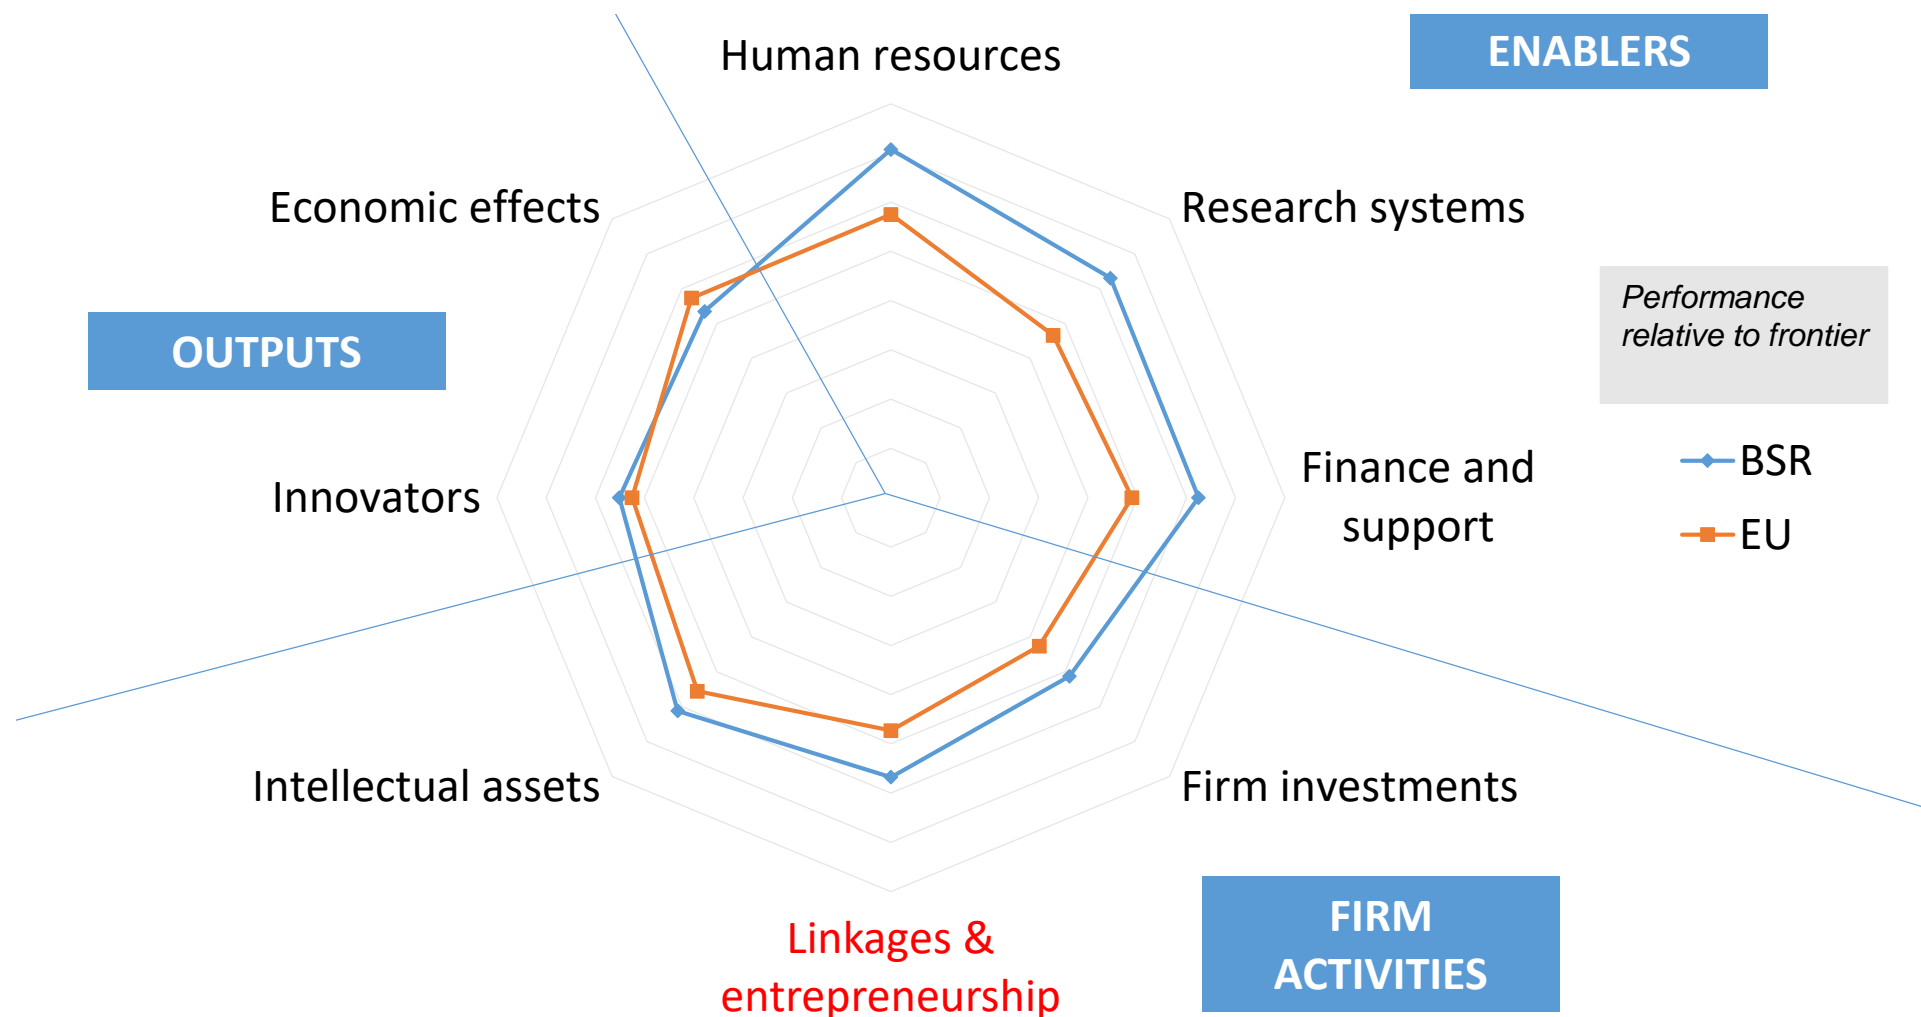 Human resources
ENABLERS
Economic effects
Research systems
Performance
relative to frontier
OUTPUTS
BSR
Innovators
Finance and
support
EU
Intellectual assets
Firm investments
Linkages &
entrepreneurship
FIRM
ACTIVITIES